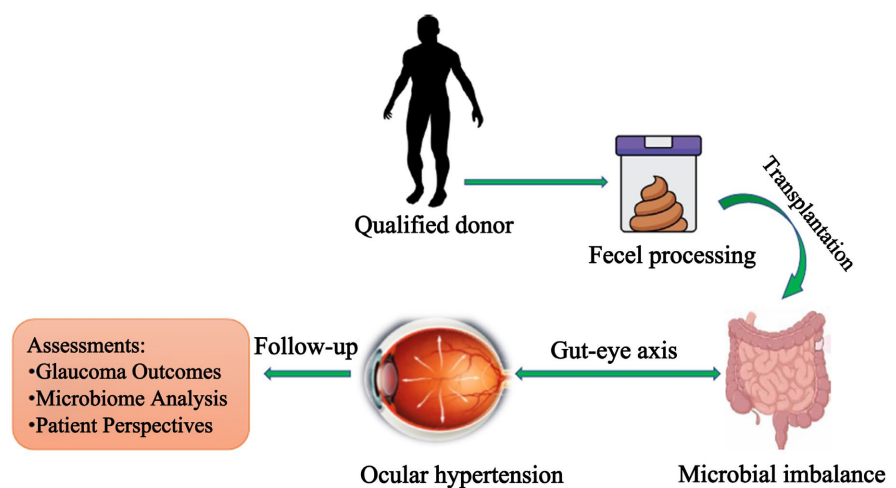 Qualified donor
Fecel processing
Transplantation
Microbial imbalance
Gut-eye axis
Ocular hypertension
Follow-up
Assessments:
•Glaucoma Outcomes
•Microbiome Analysis
•Patient Perspectives